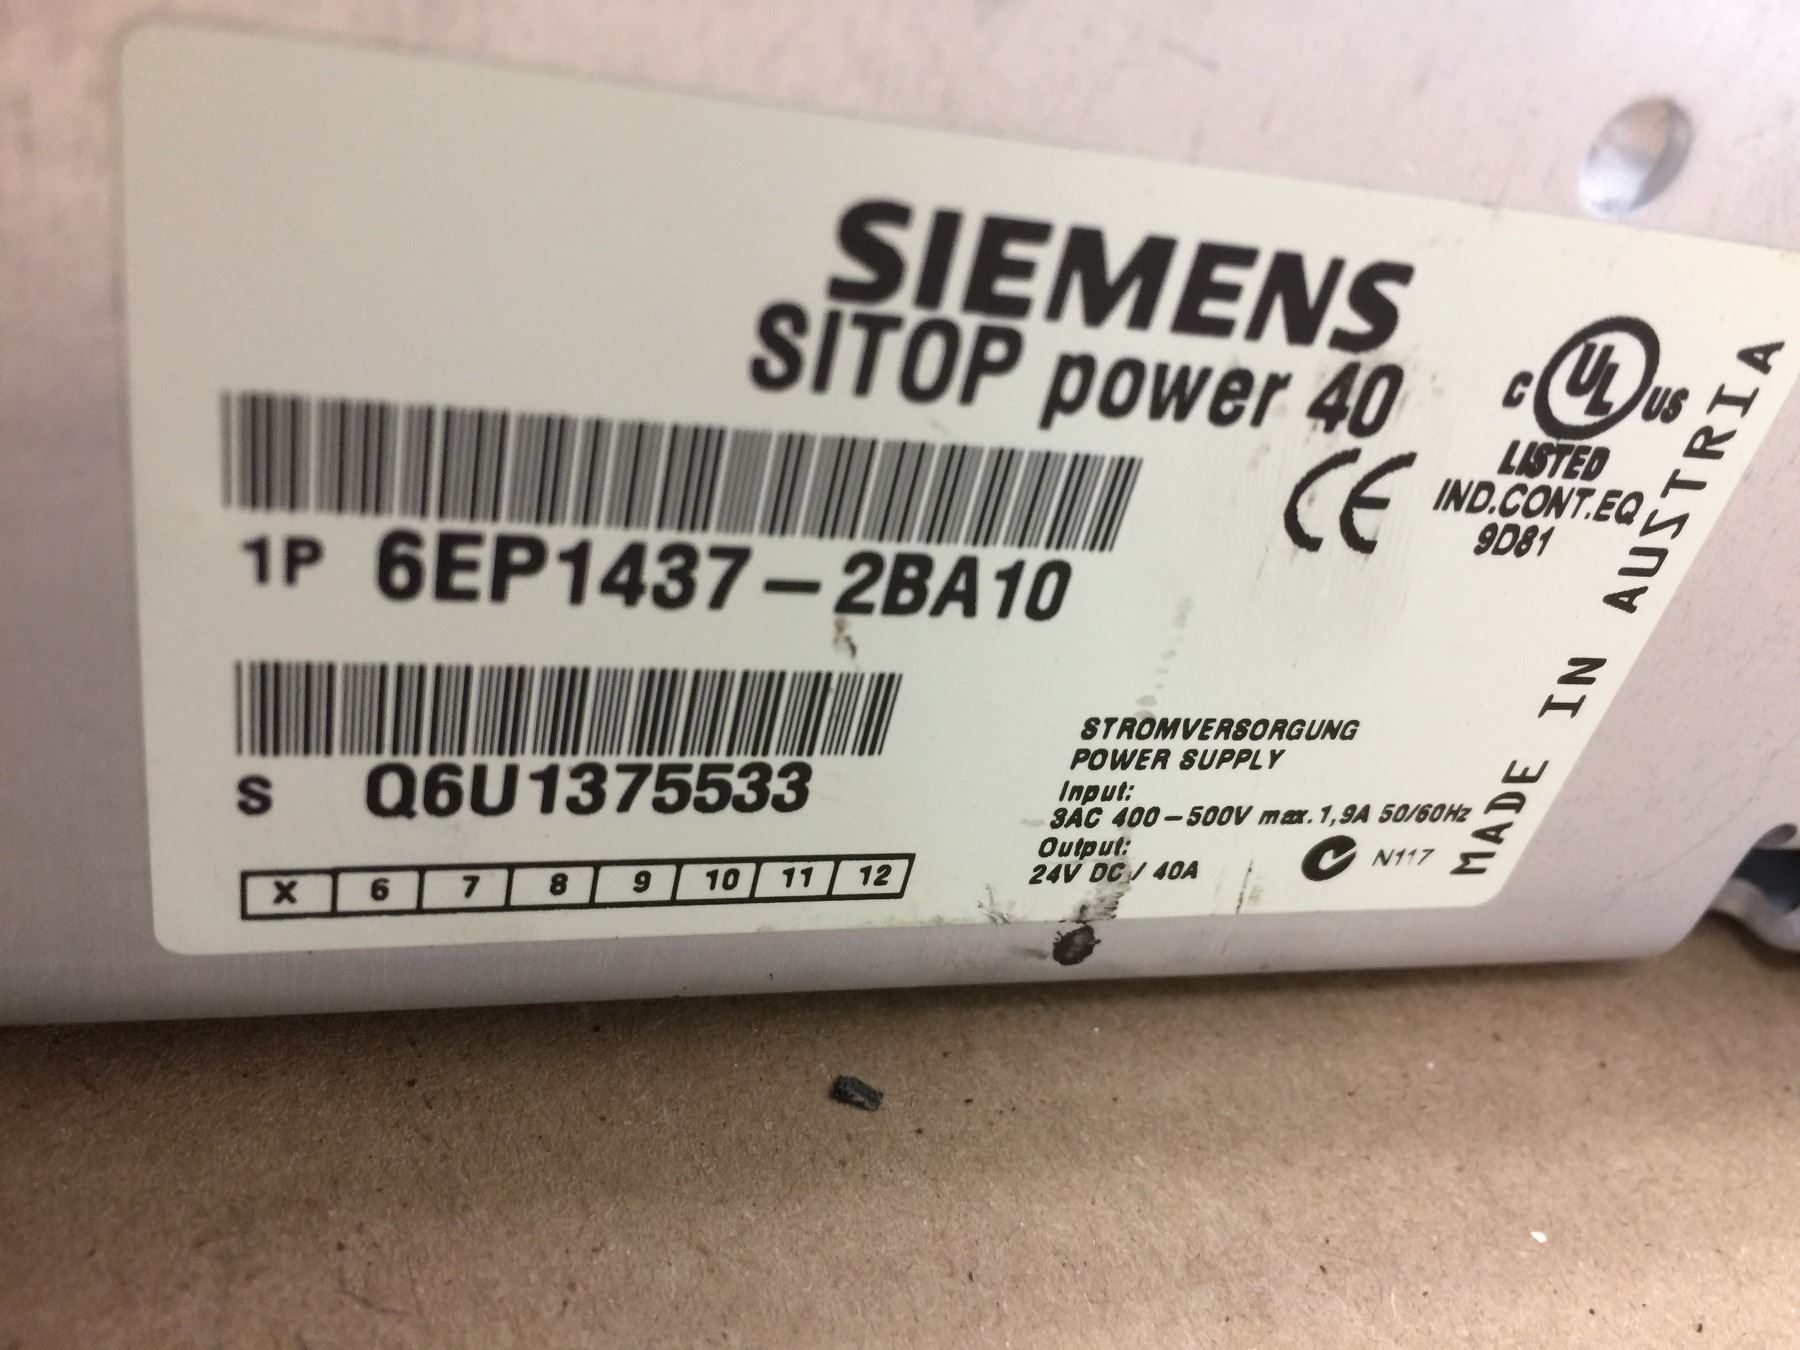 SIEMENS
SITOP power 40
1P 6EP1437-2BA10
S Q6U1375533
X 6 7 8 9 10 11 12
C UL US
LISTED
IND.CONT.EQ
9D81
CE
STROMVERSORGUNG
POWER SUPPLY
Input:
3AC 400-500V max. 1,9A 50/60Hz
Output:
24V DC / 40A
N117
MADE IN AUSTRIA